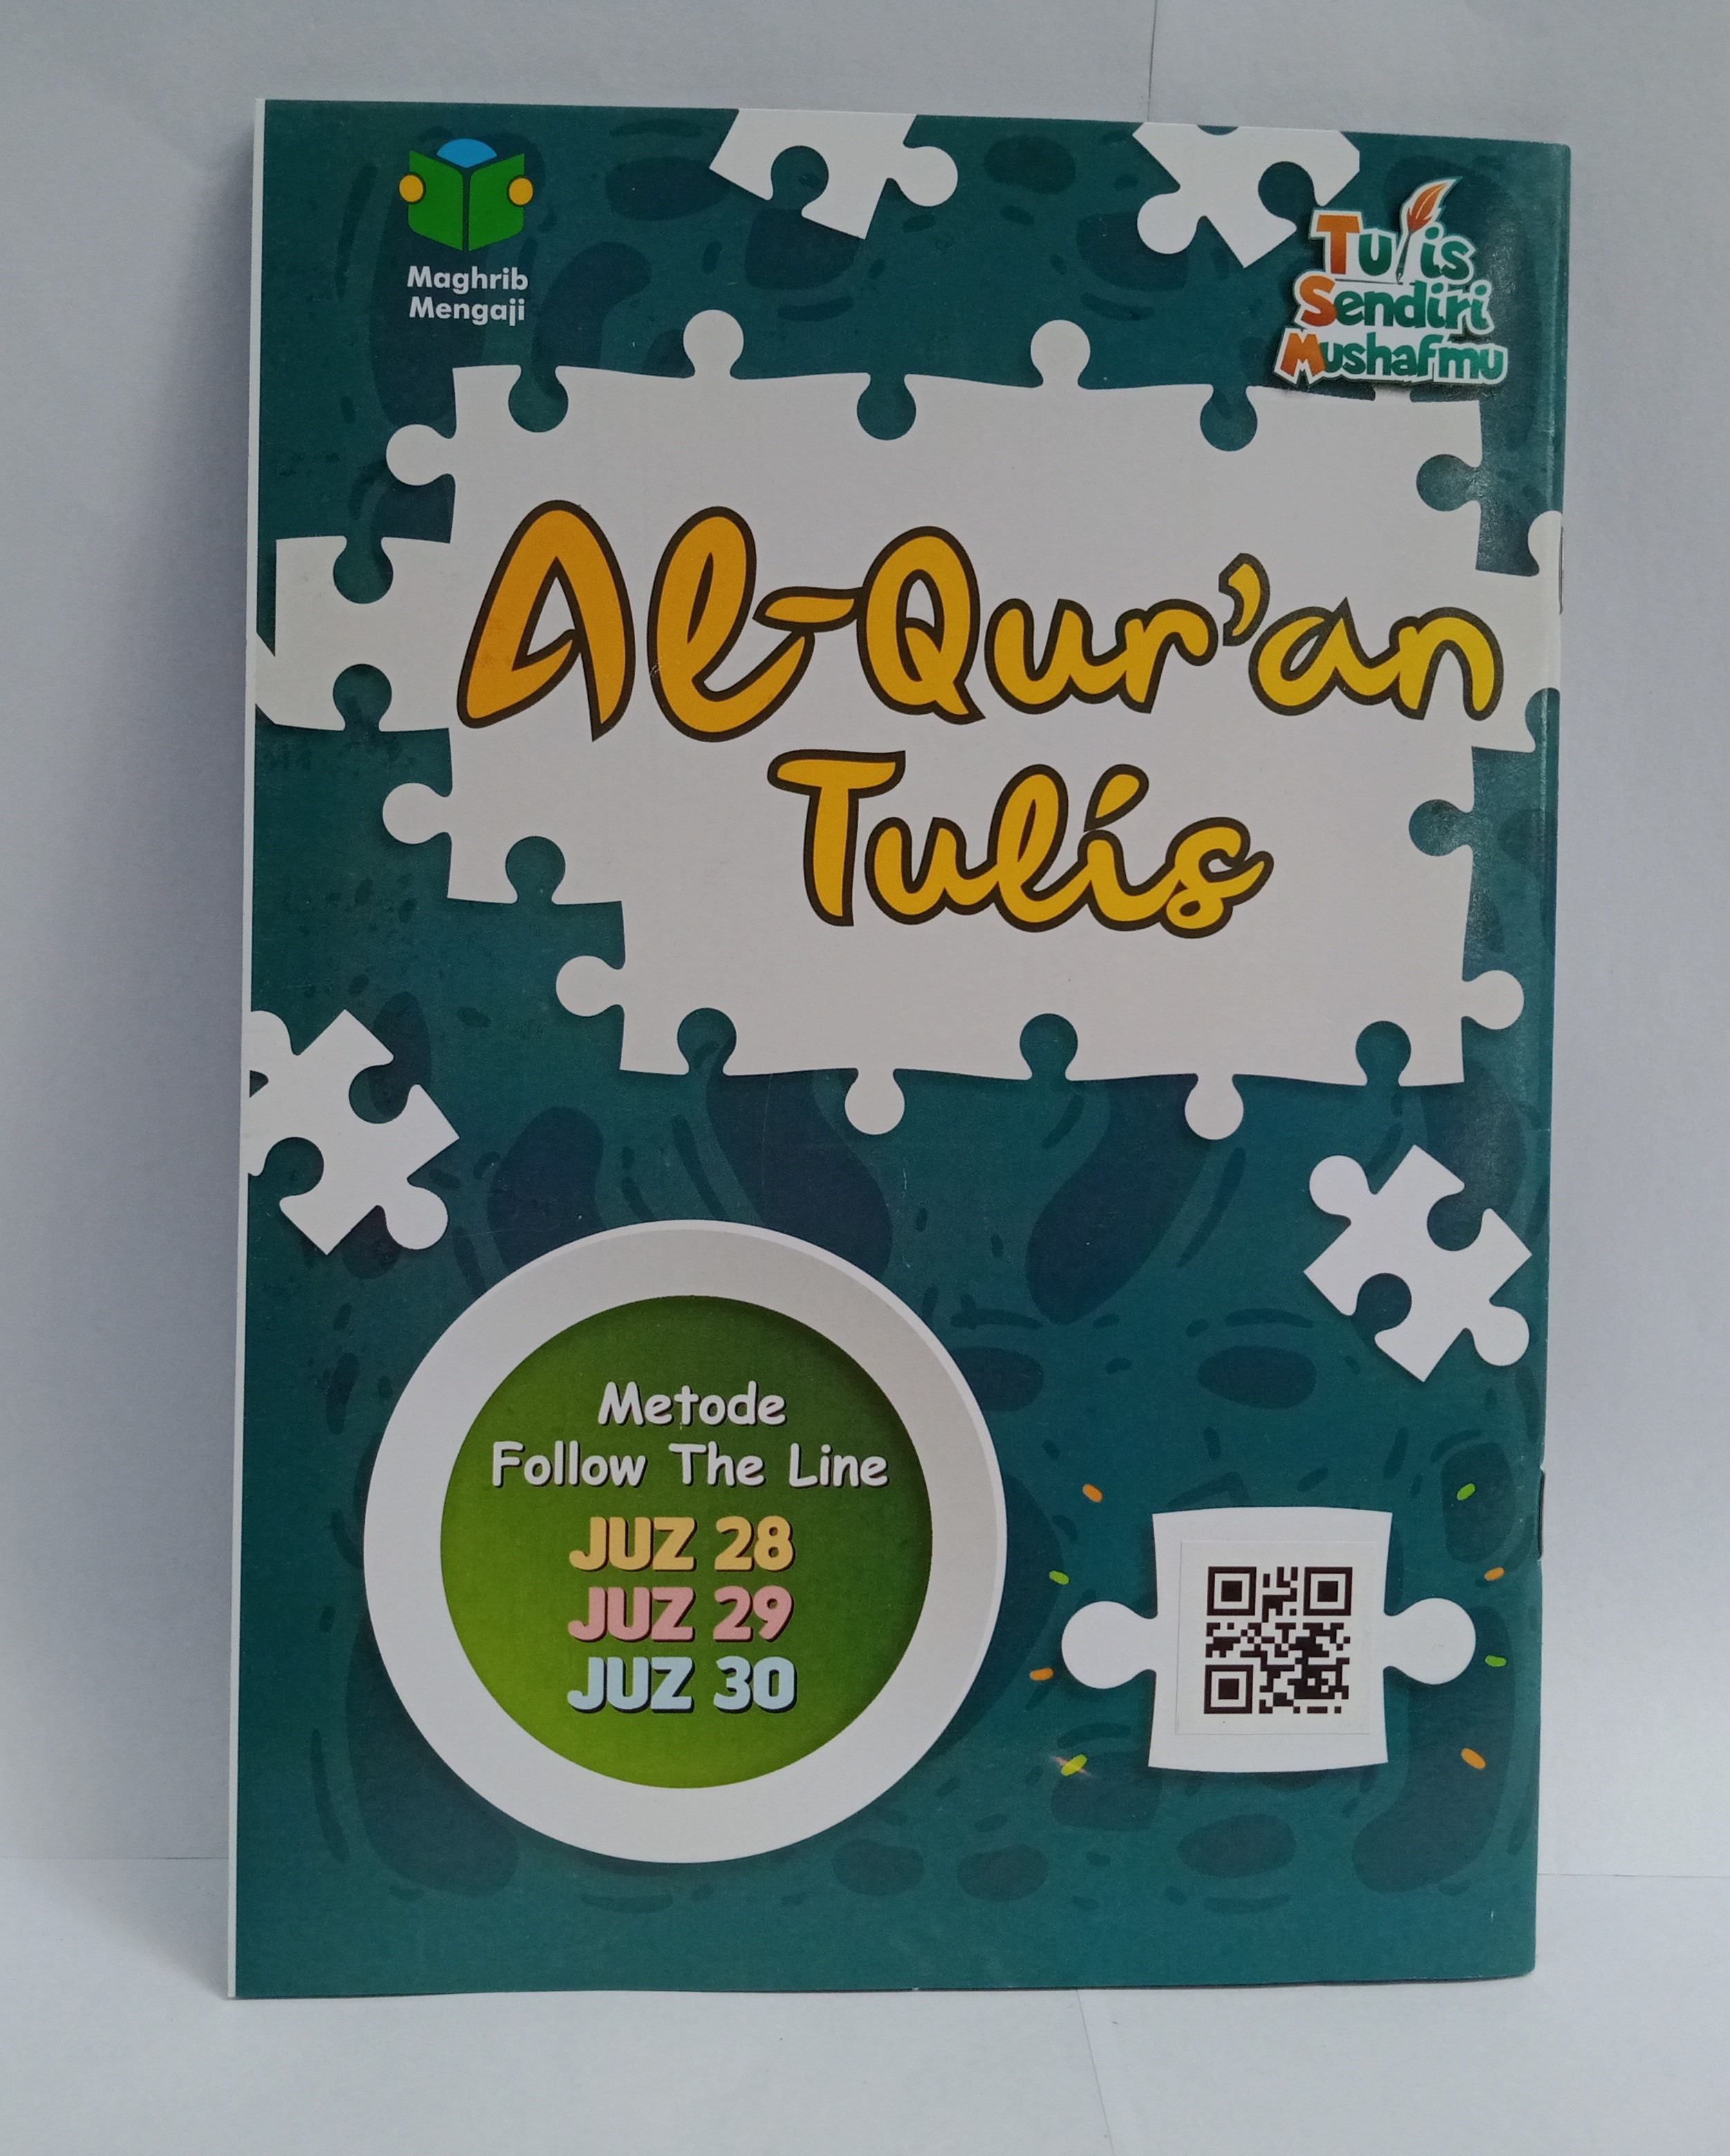 Maghrib
Mengaji
Tulis
Sendiri
Mushafmu
Al-Qur'an
Tulis
Metode
Follow The Line
JUZ 28
JUZ 29
JUZ 30